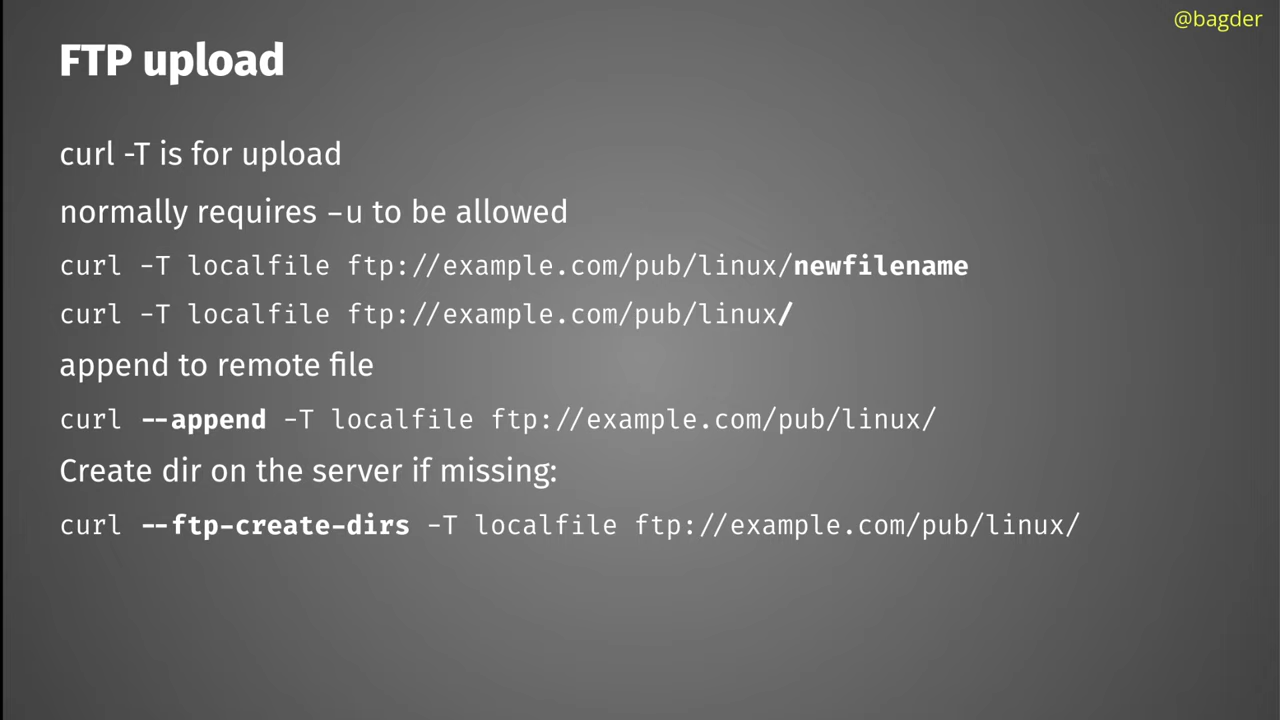 @bagder
FTP upload
curl -T is for upload
normally requires -u to be allowed
curl -T localfile ftp://example.com/pub/linux/newfilename
curl -T localfile ftp://example.com/pub/linux/
append to remote file
curl --append -T localfile ftp://example.com/pub/linux/
Create dir on the server if missing:
curl --ftp-create-dirs -T localfile ftp://example.com/pub/linux/